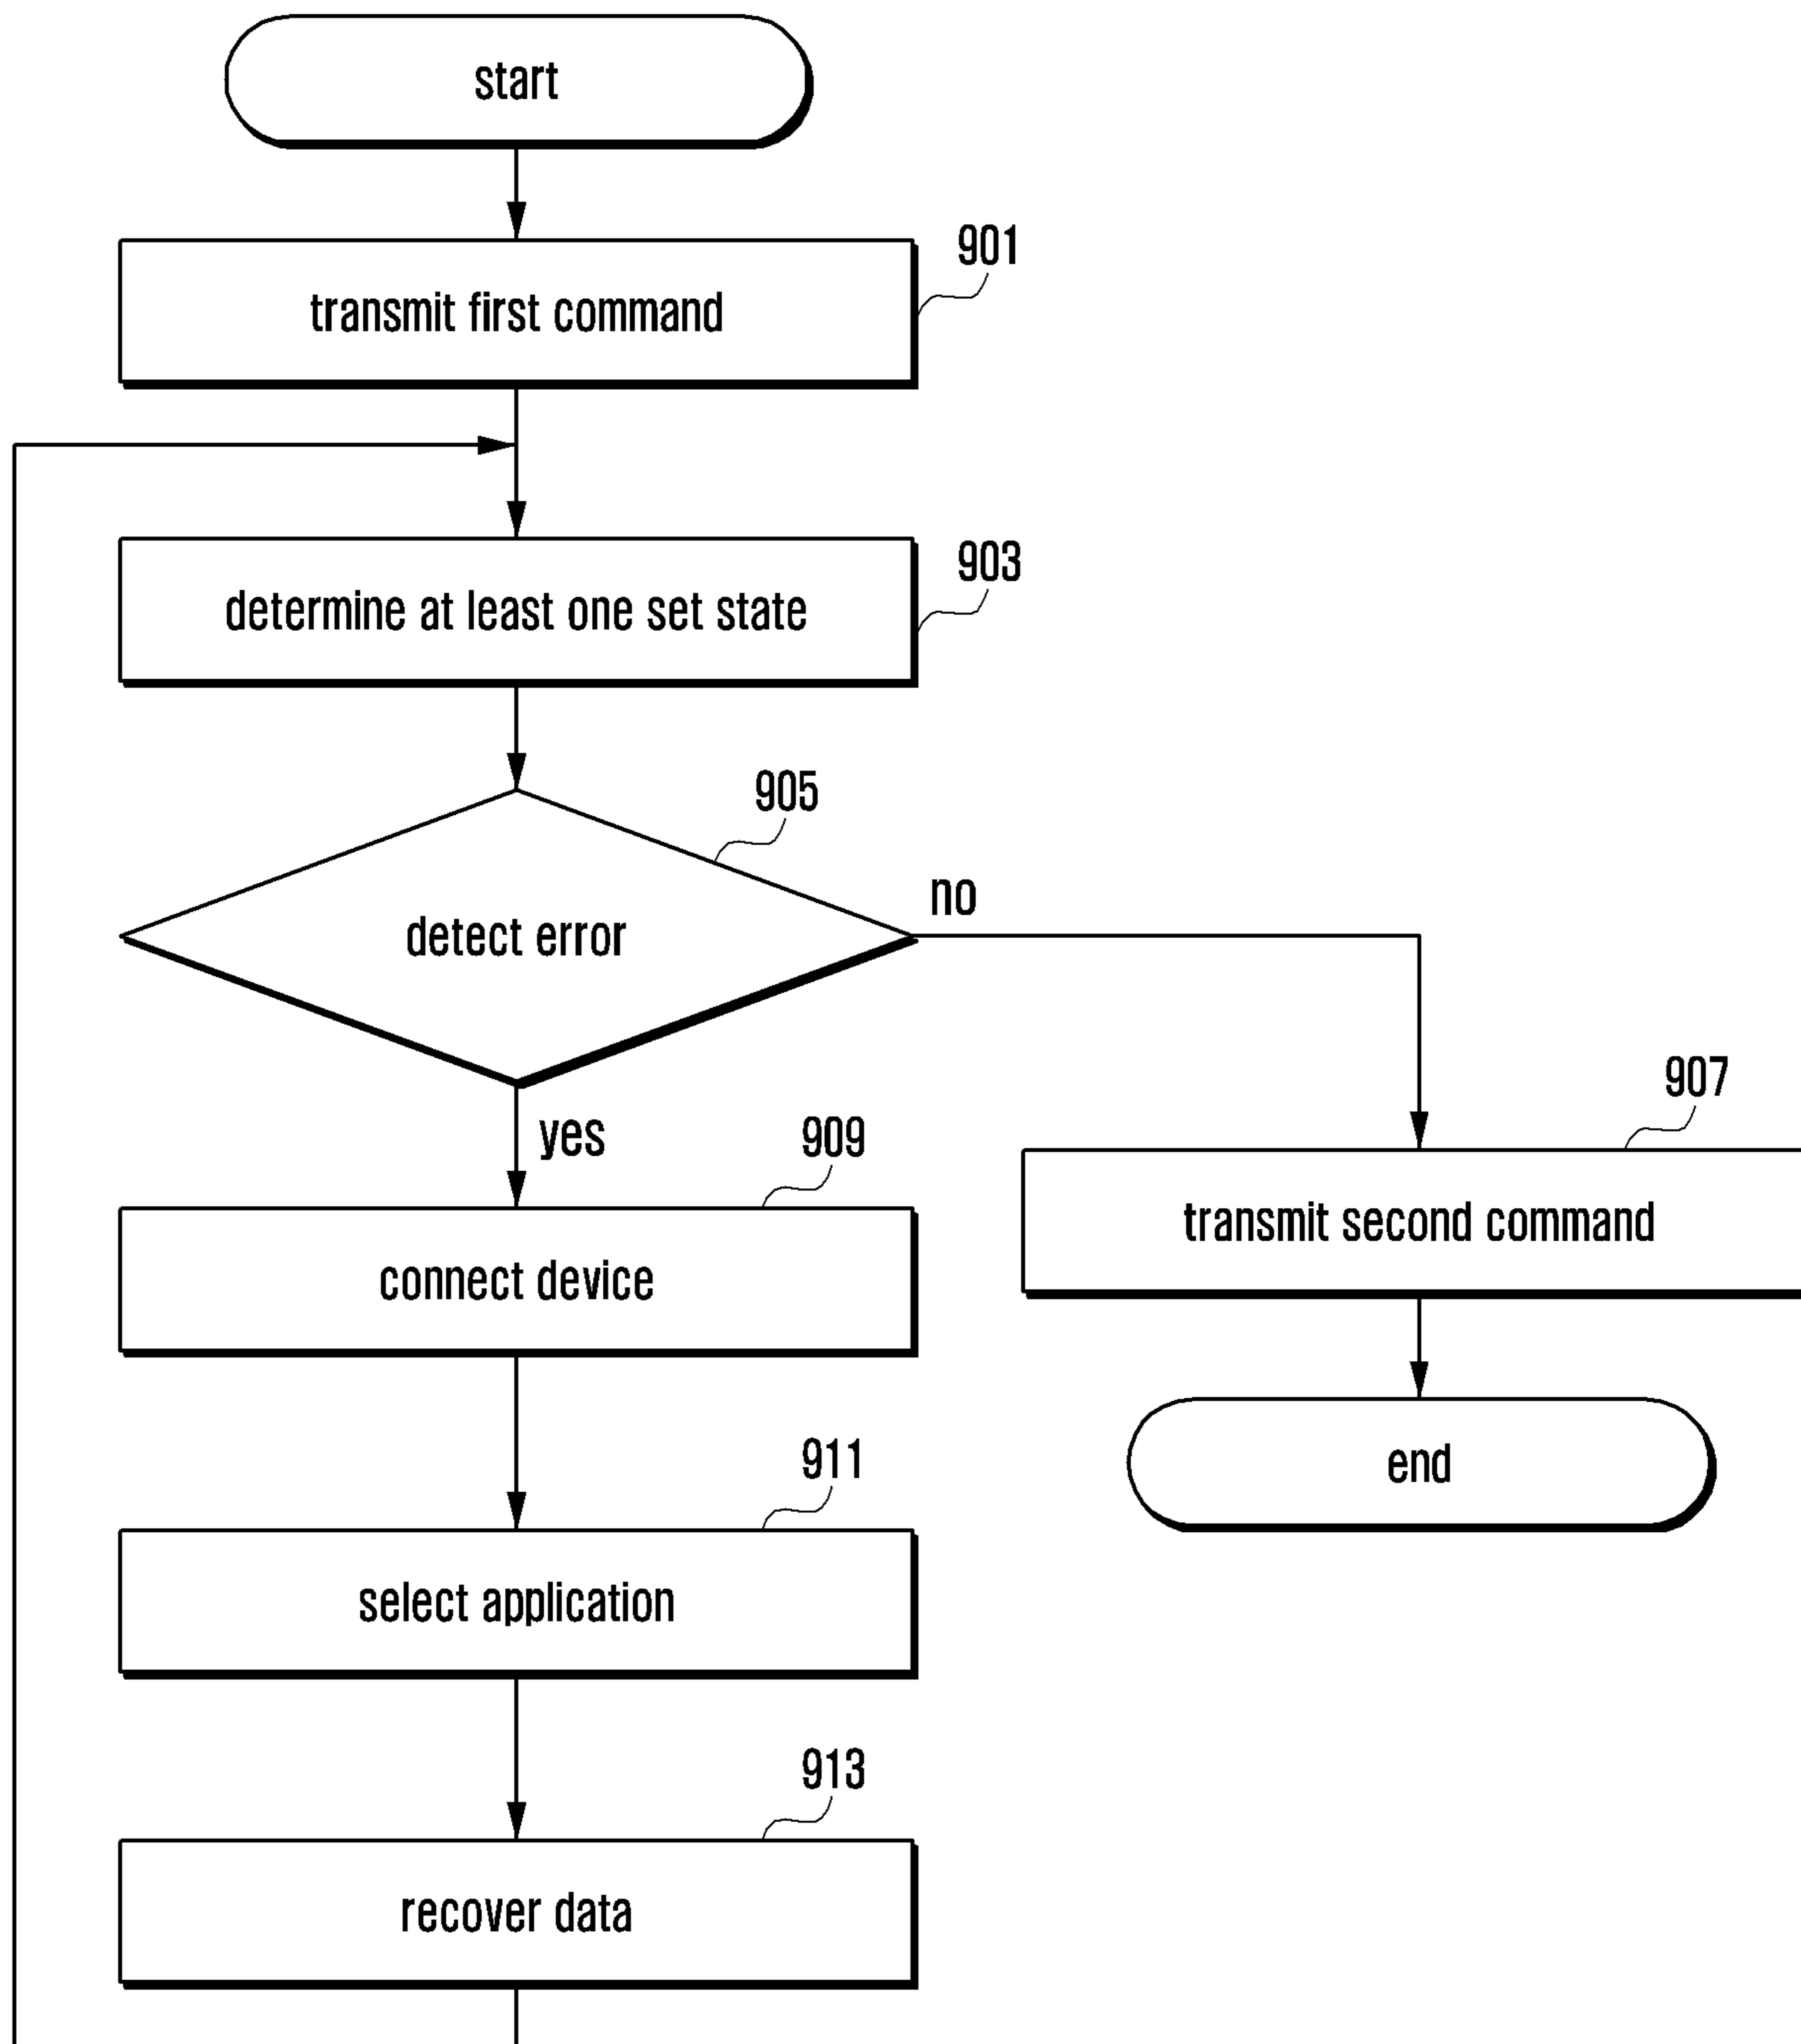 start
901
transmit first command
903
determine at least one set state
905
detect error
no
yes
907
transmit second command
909
connect device
end
911
select application
913
recover data